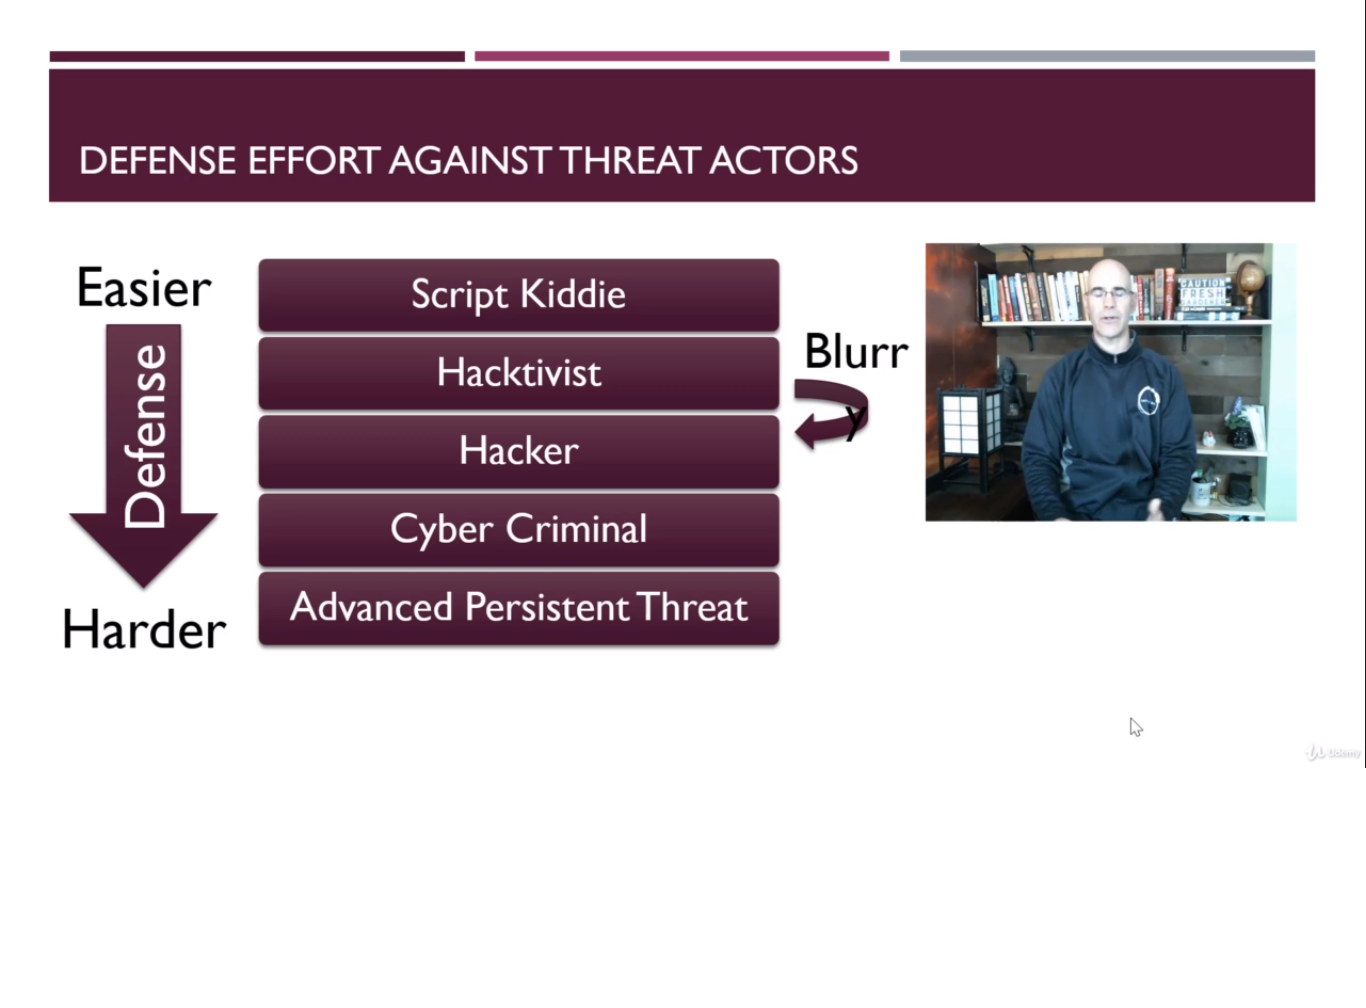 DEFENSE EFFORT AGAINST THREAT ACTORS
Easier
Defense
Harder
Script Kiddie
Hacktivist
Hacker
Cyber Criminal
Advanced Persistent Threat
Blurr
y
CAUTION
FRESH
Udemy